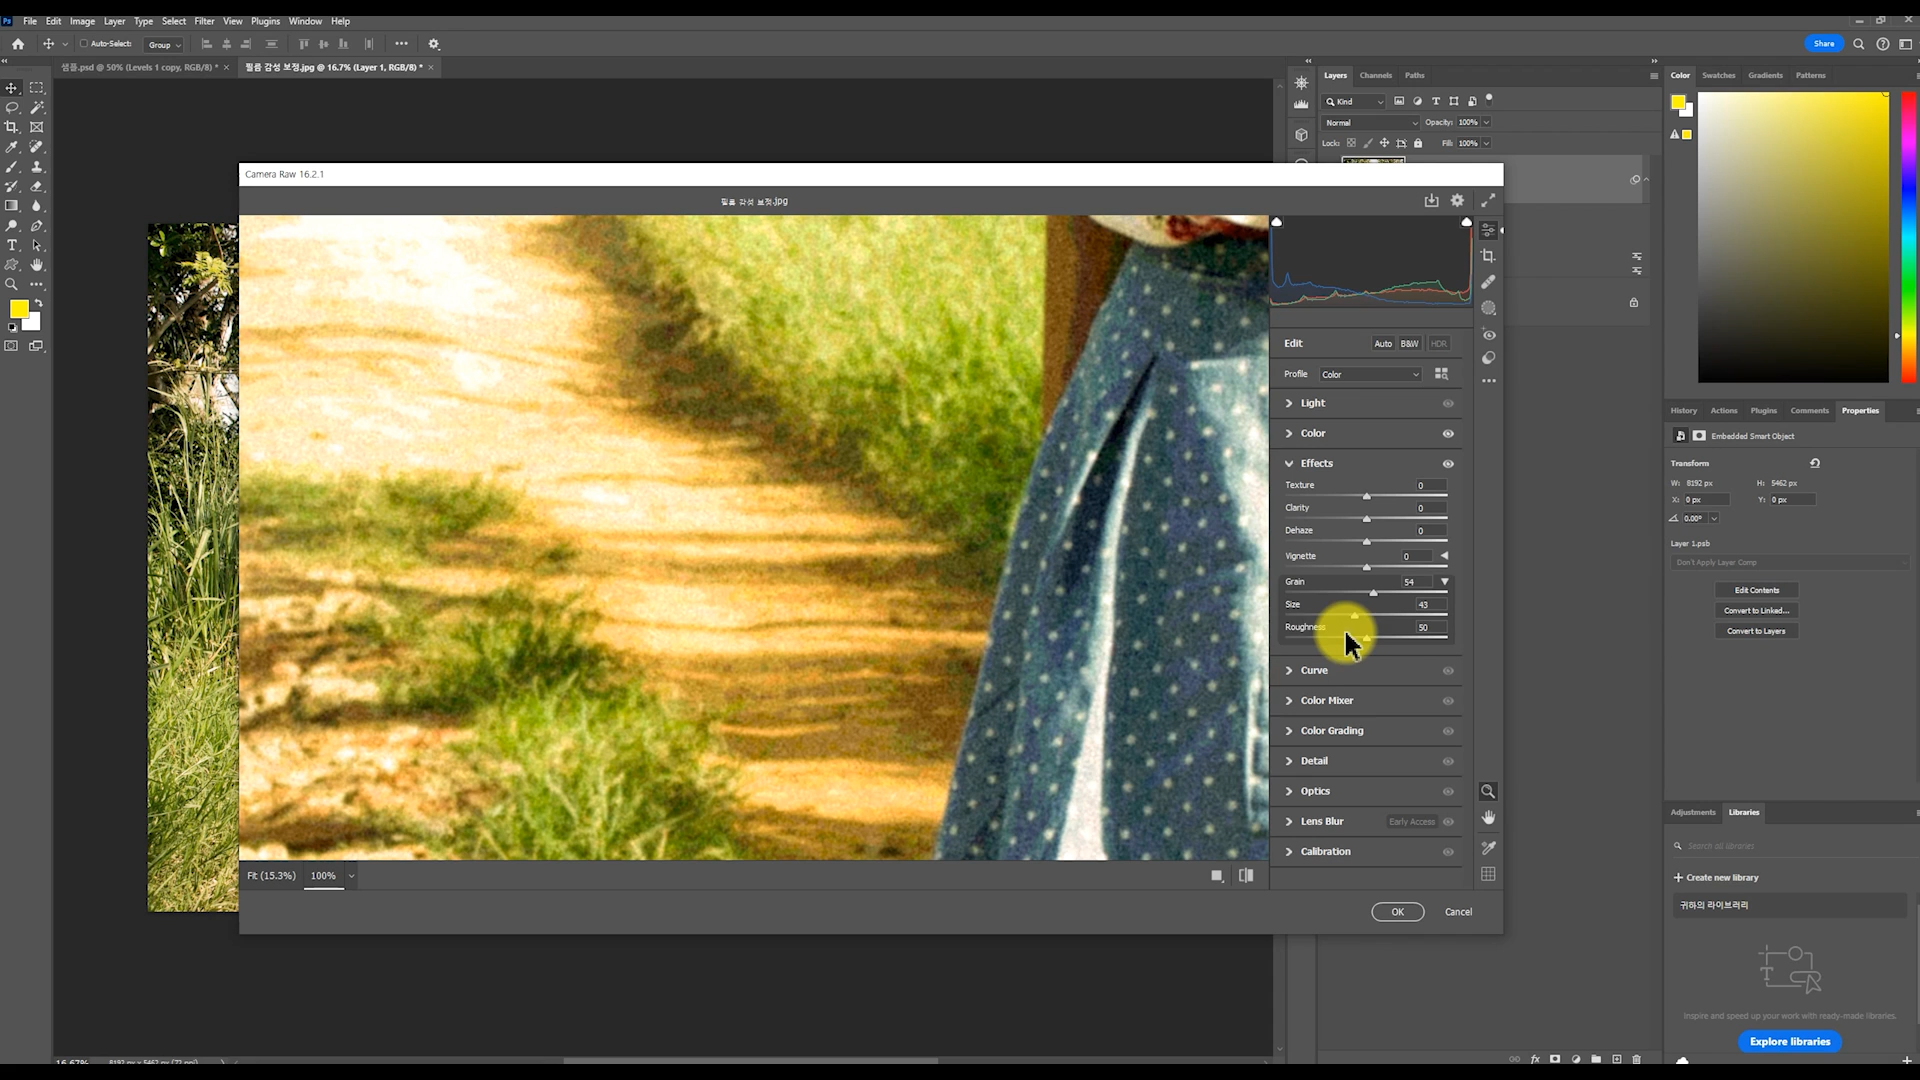 Ps File Edit Image Layer Type Select Filter View Plugins Window Help
Auto-Select: Group
Share
샘플.psd @ 50% (Levels 1 copy, RGB/8) * ×
필름 감성 보정.jpg @ 16.7% (Layer 1, RGB/8) * ×
Layers Channels Paths
Kind
Normal Opacity: 100%
Lock: Fill: 100%
Color Swatches Gradients Patterns
Camera Raw 16.2.1
필름 감성 보정.jpg
Edit Auto B&W HDR
Profile Color
Light
Color
Effects
Texture 0
Clarity 0
Dehaze 0
Vignette 0
Grain 54
Size 43
Roughness 50
Curve
Color Mixer
Color Grading
Detail
Optics
Lens Blur Early Access
Calibration
Fit (15.3%) 100%
OK Cancel
History Actions Plugins Comments Properties
Embedded Smart Object
Transform
W: 8192 px H: 5462 px
X: 0 px Y: 0 px
0.00°
Layer 1.psb
Don't Apply Layer Comp
Edit Contents
Convert to Linked...
Convert to Layers
Adjustments Libraries
Search all libraries
+ Create new library
귀하의 라이브러리
Inspire and speed up your work with ready-made libraries.
Explore libraries
16.67% 8192 px x 5462 px (72 ppi)
fx